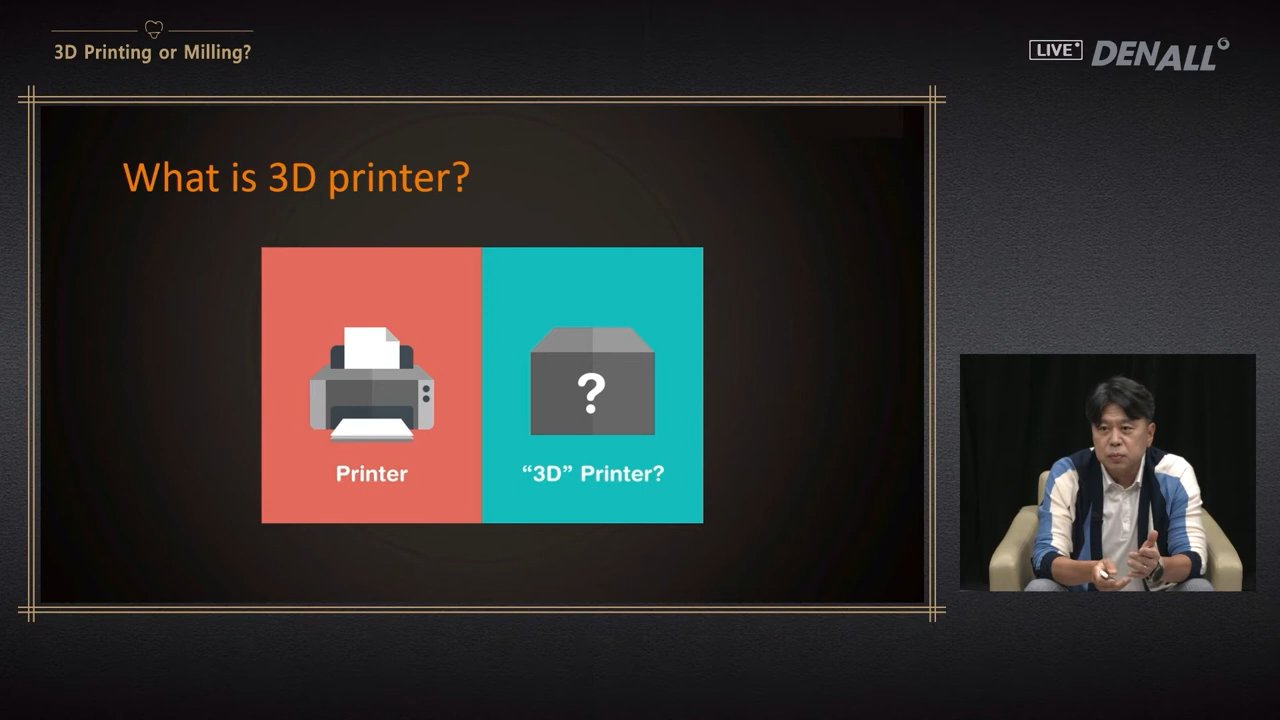 3D Printing or Milling?
LIVE
DENALL
What is 3D printer?
?
Printer
“3D” Printer?